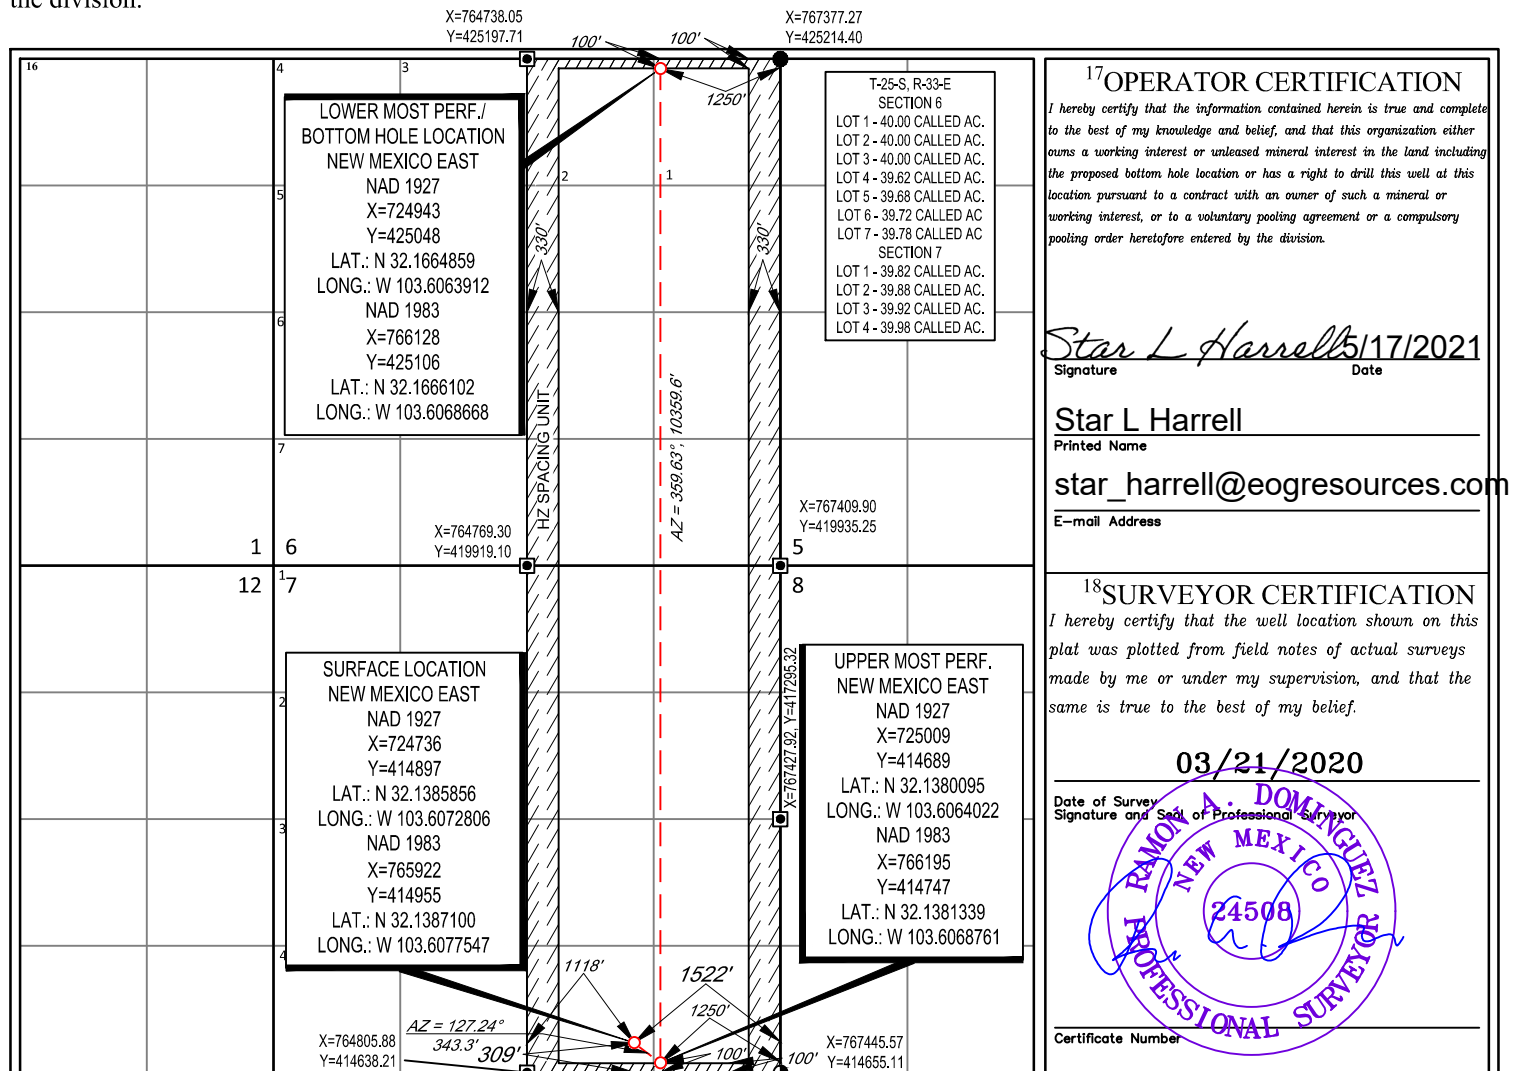 the division.
X=764738.05
Y=425197.71
X=767377.27
Y=425214.40
100'
100'
1250'
16
4
3
LOWER MOST PERF./
BOTTOM HOLE LOCATION
NEW MEXICO EAST
NAD 1927
X=724943
Y=425048
LAT.: N 32.1664859
LONG.: W 103.6063912
NAD 1983
X=766128
Y=425106
LAT.: N 32.1666102
LONG.: W 103.6068668
5
6
7
2
1
330'
330'
HZ SPACING UNIT
AZ = 359.63°, 10359.6'
T-25-S, R-33-E
SECTION 6
LOT 1 - 40.00 CALLED AC.
LOT 2 - 40.00 CALLED AC.
LOT 3 - 40.00 CALLED AC.
LOT 4 - 39.62 CALLED AC.
LOT 5 - 39.68 CALLED AC.
LOT 6 - 39.72 CALLED AC
LOT 7 - 39.78 CALLED AC
SECTION 7
LOT 1 - 39.82 CALLED AC.
LOT 2 - 39.88 CALLED AC.
LOT 3 - 39.92 CALLED AC.
LOT 4 - 39.98 CALLED AC.
X=764769.30
Y=419919.10
X=767409.90
Y=419935.25
1 6
5
12 7
1
8
SURFACE LOCATION
NEW MEXICO EAST
NAD 1927
X=724736
Y=414897
LAT.: N 32.1385856
LONG.: W 103.6072806
NAD 1983
X=765922
Y=414955
LAT.: N 32.1387100
LONG.: W 103.6077547
2
3
4
X=767427.92, Y=417295.32
UPPER MOST PERF.
NEW MEXICO EAST
NAD 1927
X=725009
Y=414689
LAT.: N 32.1380095
LONG.: W 103.6064022
NAD 1983
X=766195
Y=414747
LAT.: N 32.1381339
LONG.: W 103.6068761
1118'
1522'
1250'
AZ = 127.24°
343.3'
309'
100'
100'
X=764805.88
Y=414638.21
X=767445.57
Y=414655.11
17 OPERATOR CERTIFICATION
I hereby certify that the information contained herein is true and complete
to the best of my knowledge and belief, and that this organization either
owns a working interest or unleased mineral interest in the land including
the proposed bottom hole location or has a right to drill this well at this
location pursuant to a contract with an owner of such a mineral or
working interest, or to a voluntary pooling agreement or a compulsory
pooling order heretofore entered by the division.
Star L Harrell 5/17/2021
Signature Date
Star L Harrell
Printed Name
star_harrell@eogresources.com
E-mail Address
18 SURVEYOR CERTIFICATION
I hereby certify that the well location shown on this
plat was plotted from field notes of actual surveys
made by me or under my supervision, and that the
same is true to the best of my belief.
03/21/2020
Date of Survey
Signature and Seal of Professional Surveyor
RAMON A. DOMINGUEZ
NEW MEXICO
24508
PROFESSIONAL SURVEYOR
Certificate Number